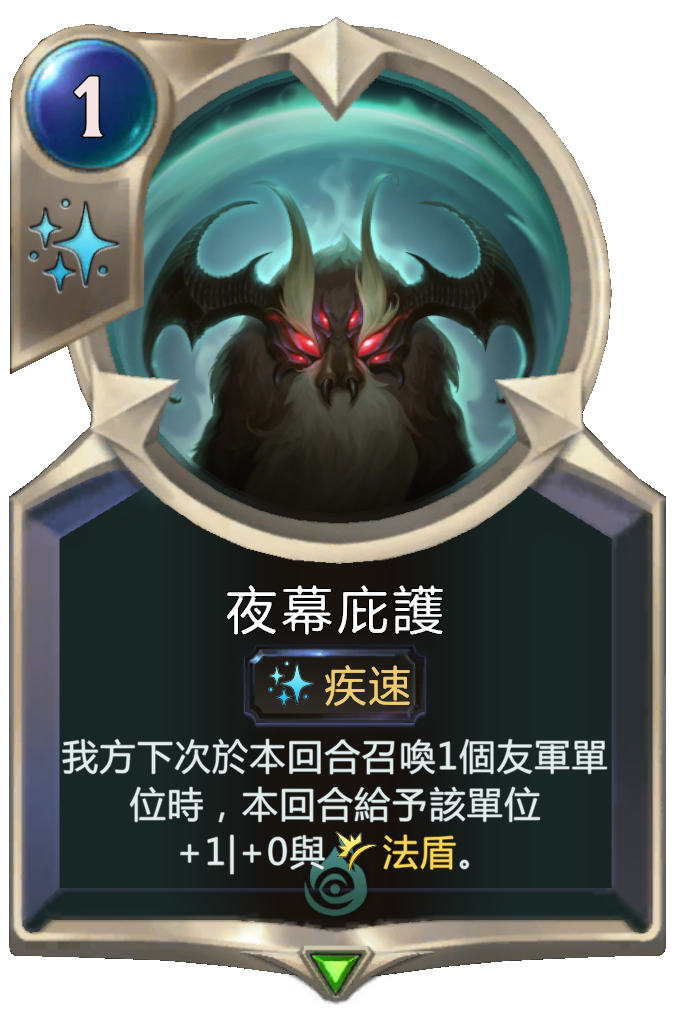 1
夜幕庇護
疾速
我方下次於本回合召喚1個友軍單
位時，本回合給予該單位
+1|+0與法盾。